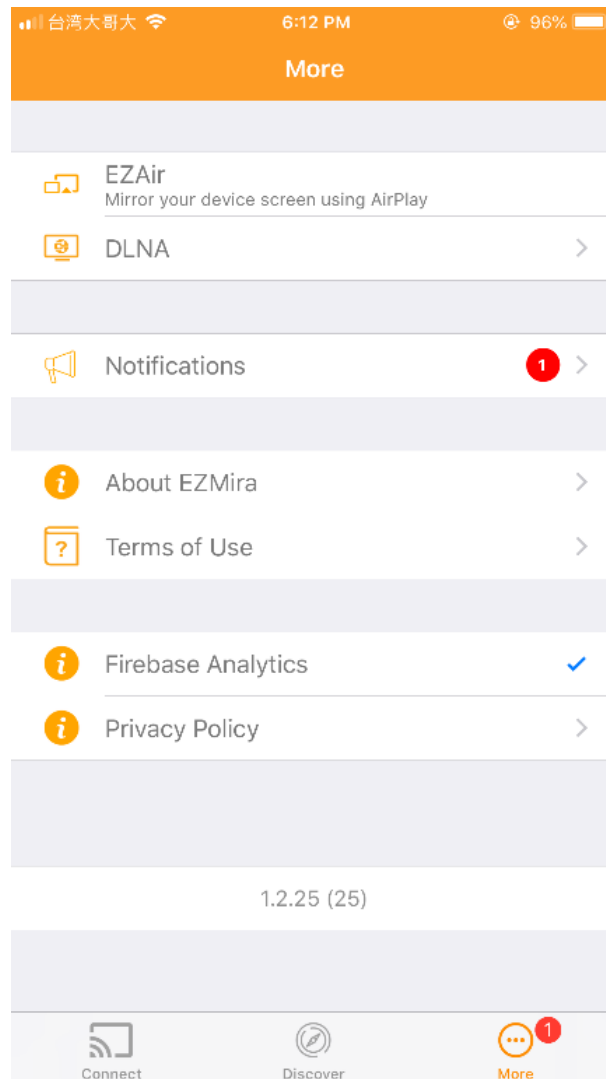 台湾大哥大 6:12 PM 96%
More
EZAir
Mirror your device screen using AirPlay
DLNA
Notifications 1
About EZMira
Terms of Use
Firebase Analytics
Privacy Policy
1.2.25 (25)
1
Connect Discover More